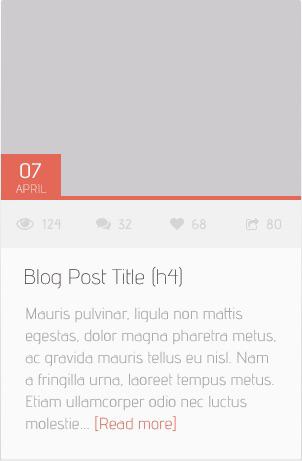 07
APRIL
124 32 68 80
Blog Post Title (h4)
Mauris pulvinar, ligula non mattis
egestas, dolor magna pharetra metus,
ac gravida mauris tellus eu nisl. Nam
a fringilla urna, laoreet tempus metus.
Etiam ullamcorper odio nec luctus
molestie... [Read more]